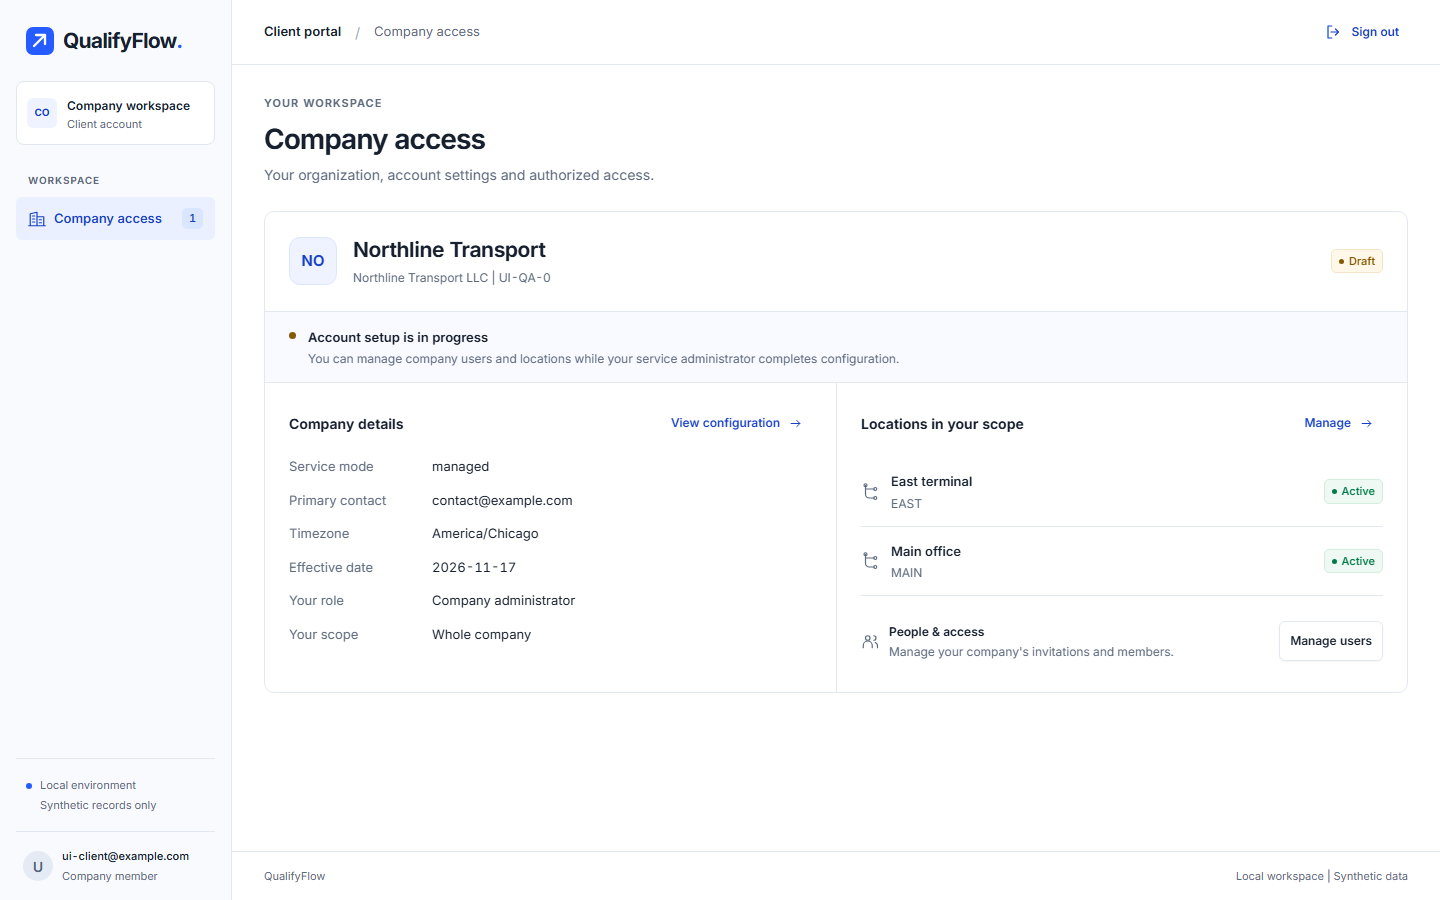 QualifyFlow.
CO
Company workspace
Client account
WORKSPACE
Company access 1
Local environment
Synthetic records only
U
ui-client@example.com
Company member
Client portal / Company access
Sign out
YOUR WORKSPACE
Company access
Your organization, account settings and authorized access.
NO
Northline Transport
Northline Transport LLC | UI-QA-0
Draft
Account setup is in progress
You can manage company users and locations while your service administrator completes configuration.
Company details
View configuration →
Service mode managed
Primary contact contact@example.com
Timezone America/Chicago
Effective date 2026-11-17
Your role Company administrator
Your scope Whole company
Locations in your scope
Manage →
East terminal
EAST
Active
Main office
MAIN
Active
People & access
Manage your company's invitations and members.
Manage users
QualifyFlow
Local workspace | Synthetic data